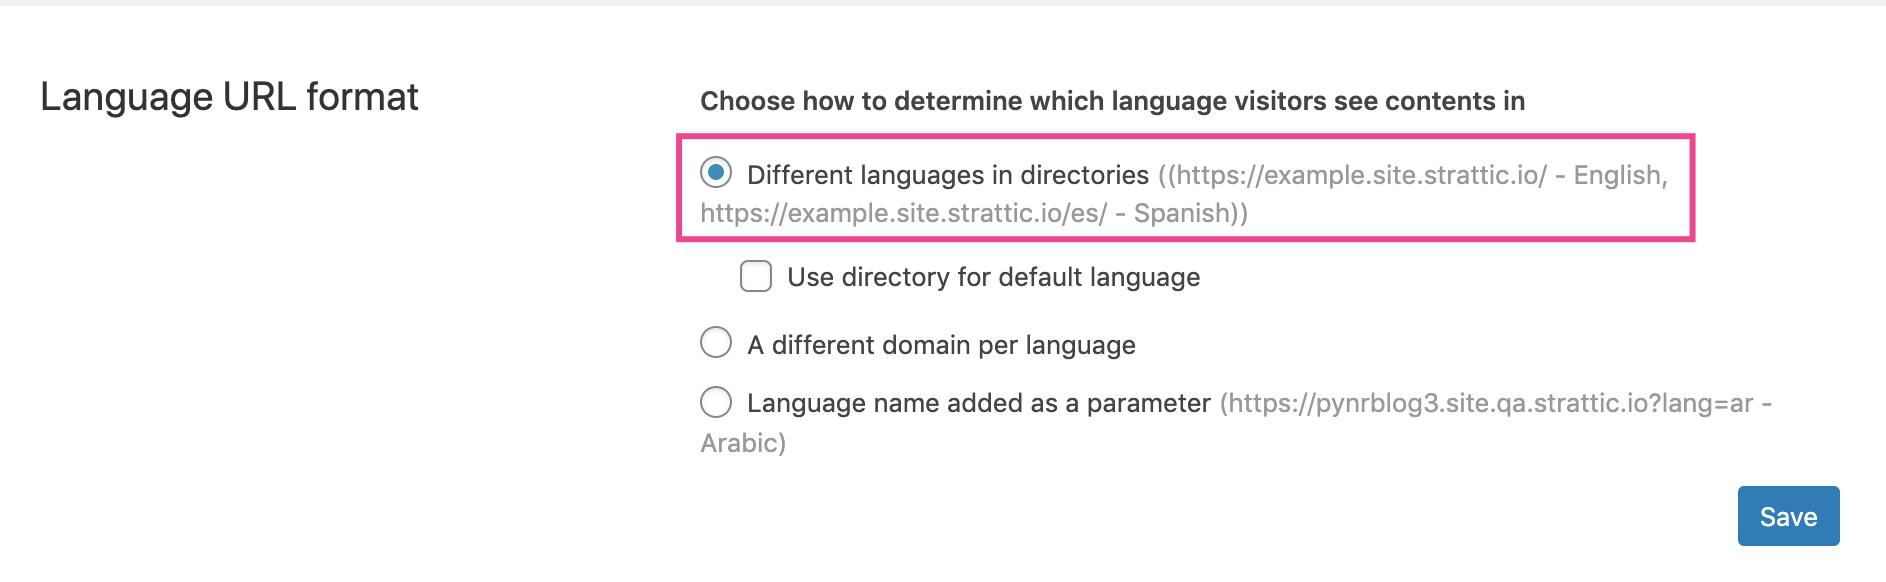 Language URL format
Choose how to determine which language visitors see contents in
Different languages in directories ((https://example.site.strattic.io/ - English,
https://example.site.strattic.io/es/ - Spanish))
Use directory for default language
A different domain per language
Language name added as a parameter (https://pynrblog3.site.qa.strattic.io?lang=ar -
Arabic)
Save